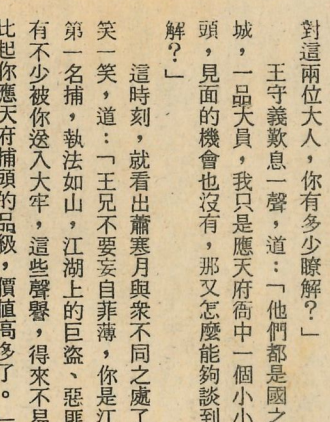 對這兩位大人，你有多少瞭解？」
王守義歎息一聲，道：「他們都是國之
城，一品大員，我只是應天府衙中一個小小
頭，見面的機會也沒有，那又怎麼能夠談到
解？」
這時刻，就看出蕭寒月與衆不同之處了
笑一笑，道：「王兄不要妄自菲薄，你是江
第一名捕，執法如山，江湖上的巨盜、惡匪
有不少被你送入大牢，這些聲譽，得來不易
比起你應天府捕頭的品級，價值高多了。